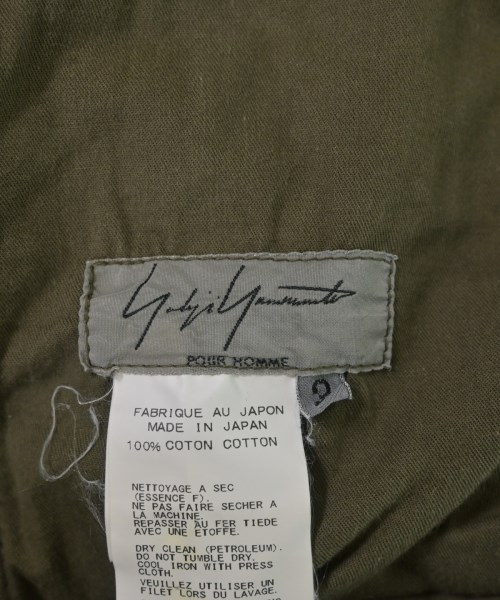 Yohji Yamamoto
POUR HOMME
FABRIQUE AU JAPON
MADE IN JAPAN
100% COTON COTTON
NETTOYAGE A SEC
(ESSENCE F).
NE PAS FAIRE SECHER A
LA MACHINE.
REPASSER AU FER TIEDE
AVEC UNE ETOFFE.
DRY CLEAN (PETROLEUM).
DO NOT TUMBLE DRY.
COOL IRON WITH PRESS
CLOTH.
VEUILLEZ UTILISER UN
FILET LORS DU LAVAGE.